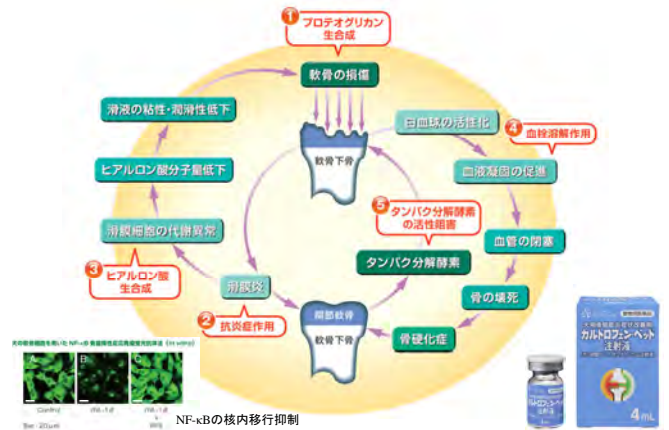 ① プロテオグリカン
生合成
軟骨の損傷
滑液の粘性・潤滑性低下
白血球の活性化
④ 血栓溶解作用
軟骨下骨
ヒアルロン酸分子量低下
血液凝固の促進
⑤ タンパク分解酵素
の活性阻害
滑膜細胞の代謝異常
血管の閉塞
タンパク分解酵素
③ ヒアルロン酸
生合成
滑膜炎
骨の壊死
② 抗炎症作用
関節軟骨
軟骨下骨
骨硬化症
カルトロフェン・ペット
注射液
4mL
A B C
Control
Bar : 20μm
NF-κBの核内移行抑制